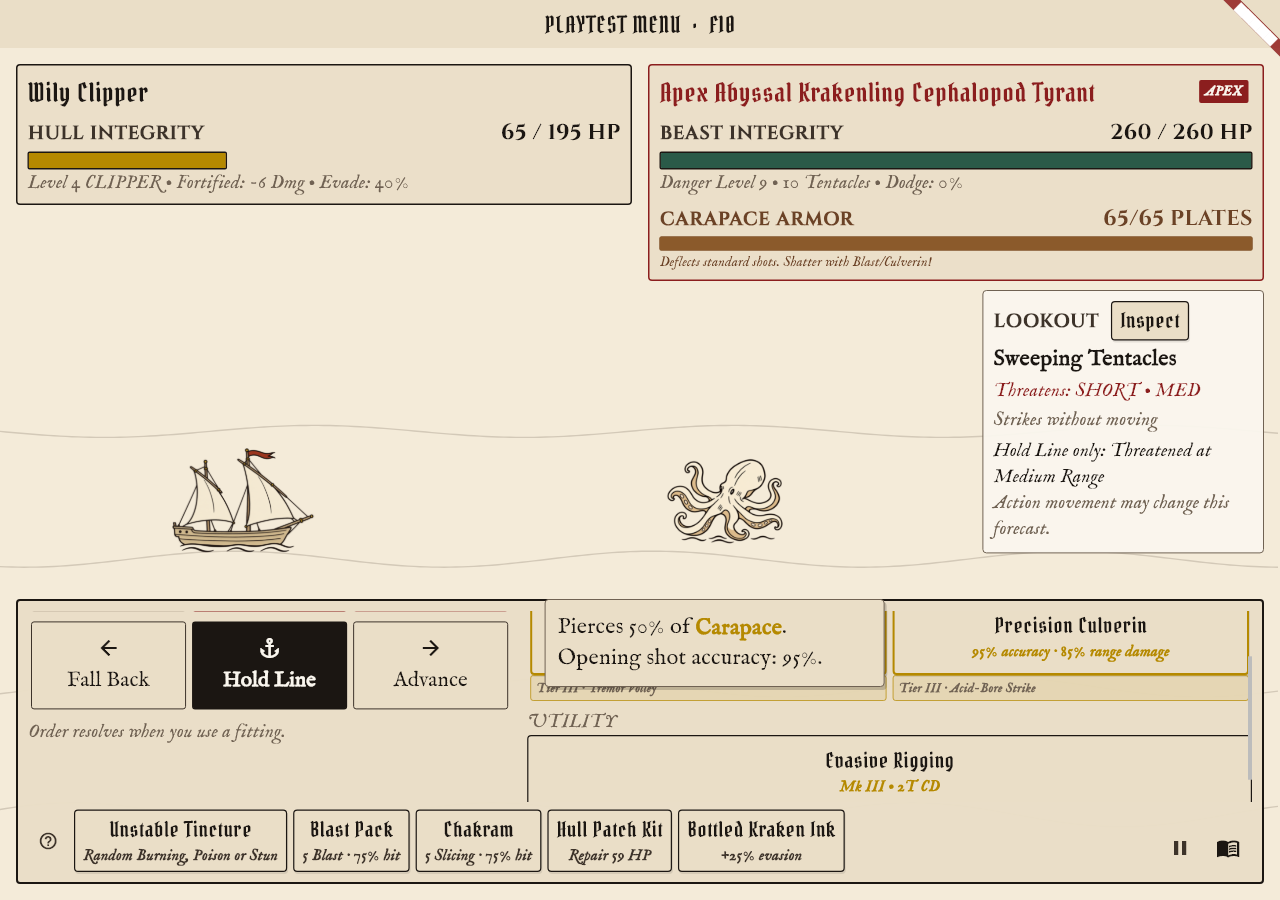 PLAYTEST MENU · F10
Wily Clipper
HULL INTEGRITY 65 / 195 HP
Level 4 CLIPPER • Fortified: -6 Dmg • Evade: 40%
Apex Abyssal Krakenling Cephalopod Tyrant APEX
BEAST INTEGRITY 260 / 260 HP
Danger Level 9 • 10 Tentacles • Dodge: 0%
CARAPACE ARMOR 65/65 PLATES
Deflects standard shots. Shatter with Blast/Culverin!
LOOKOUT Inspect
Sweeping Tentacles
Threatens: SHORT • MED
Strikes without moving
Hold Line only: Threatened at
Medium Range
Action movement may change this
forecast.
Fall Back
Hold Line
Advance
Order resolves when you use a fitting.
Pierces 50% of Carapace.
Opening shot accuracy: 95%.
Tier III · Tremor Volley
Precision Culverin
95% accuracy · 85% range damage
Tier III · Acid-Bore Strike
UTILITY
Evasive Rigging
Mk III • 2T CD
Unstable Tincture
Random Burning, Poison or Stun
Blast Pack
5 Blast · 75% hit
Chakram
5 Slicing · 75% hit
Hull Patch Kit
Repair 59 HP
Bottled Kraken Ink
+25% evasion